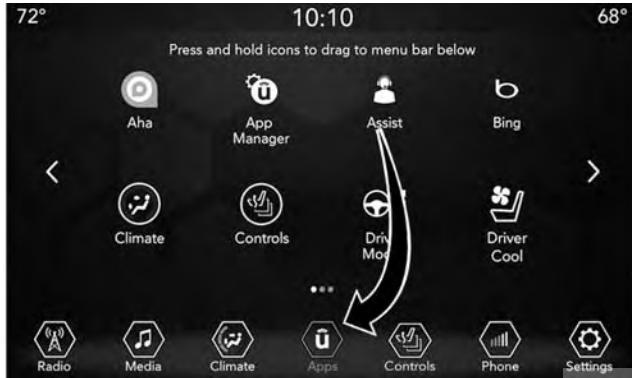 72°
10:10
68°
Press and hold icons to drag to menu bar below
Aha
App
Manager
Assist
Bing
Climate
Controls
Driver
Cool
Radio
Media
Climate
Apps
Controls
Phone
Settings